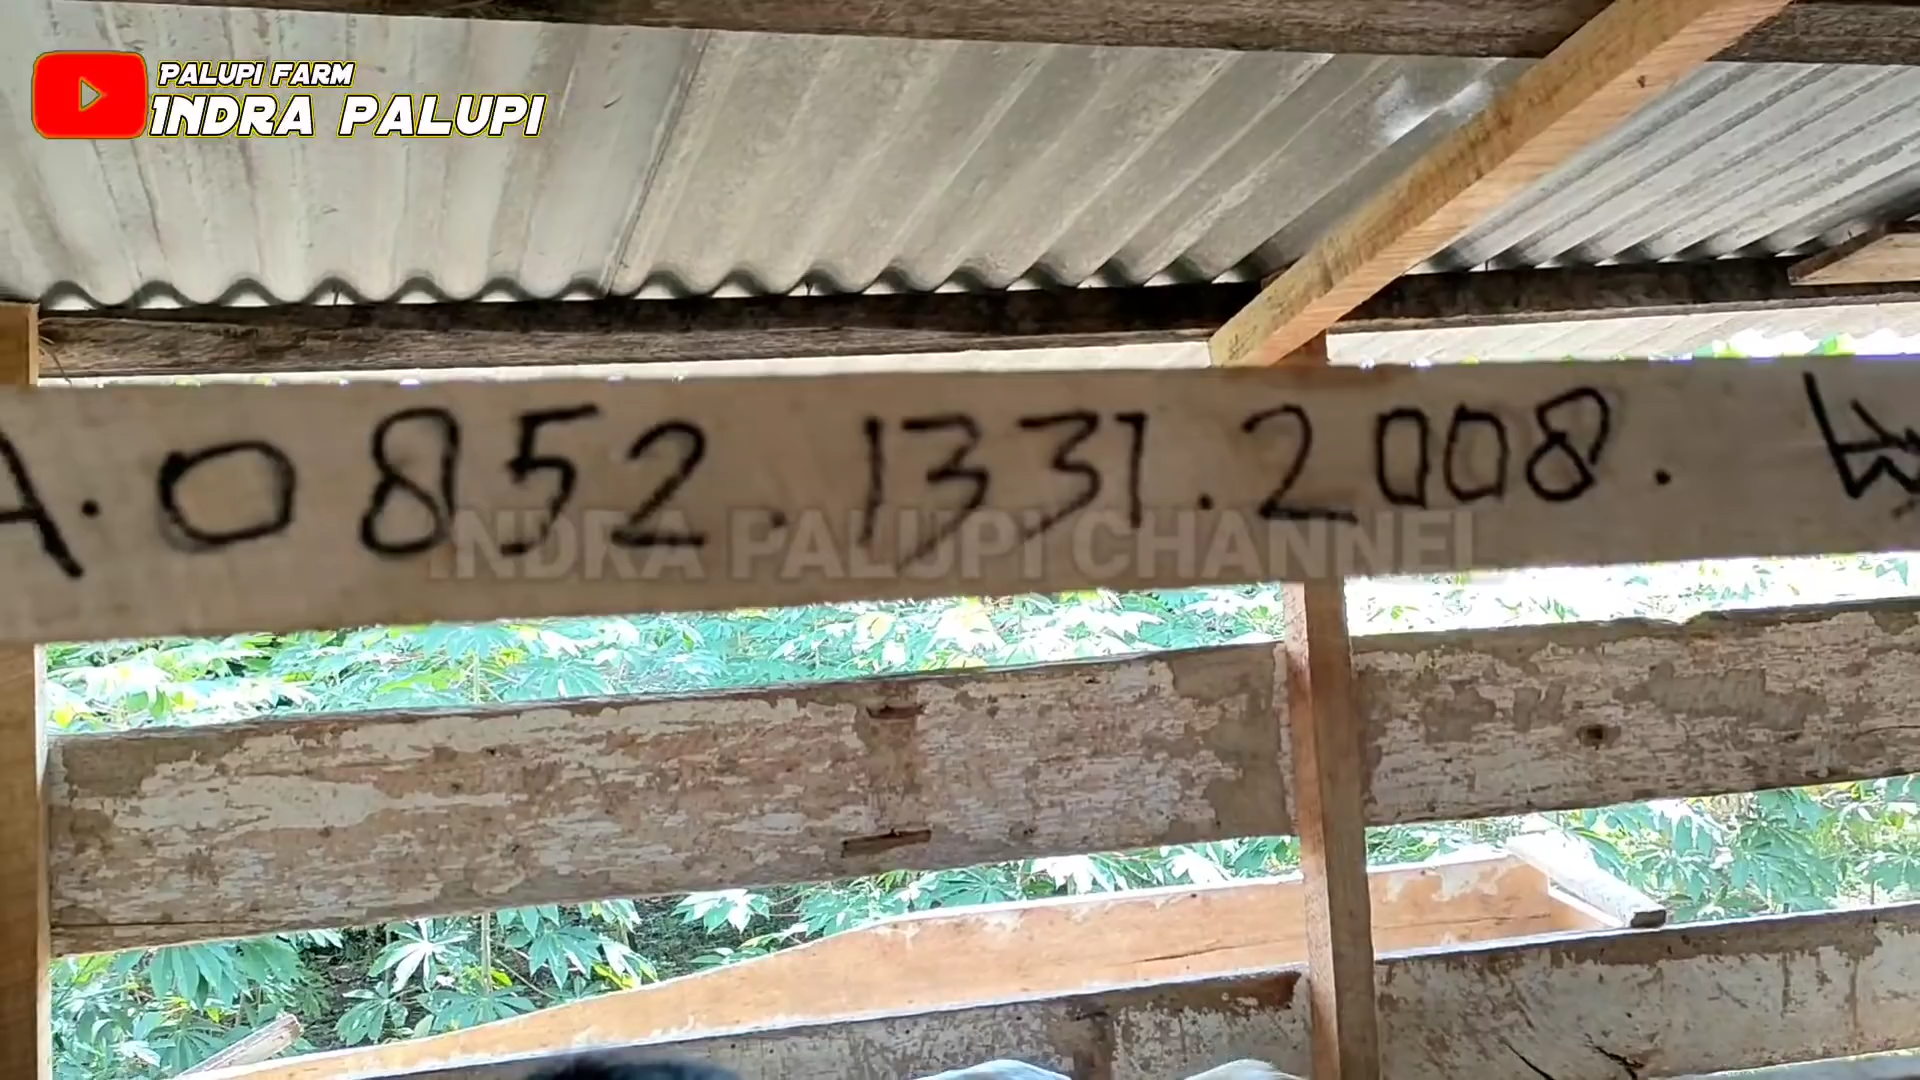 PALUPI FARM
INDRA PALUPI
A. 0852.1331.2008.
INDRA PALUPI CHANNEL